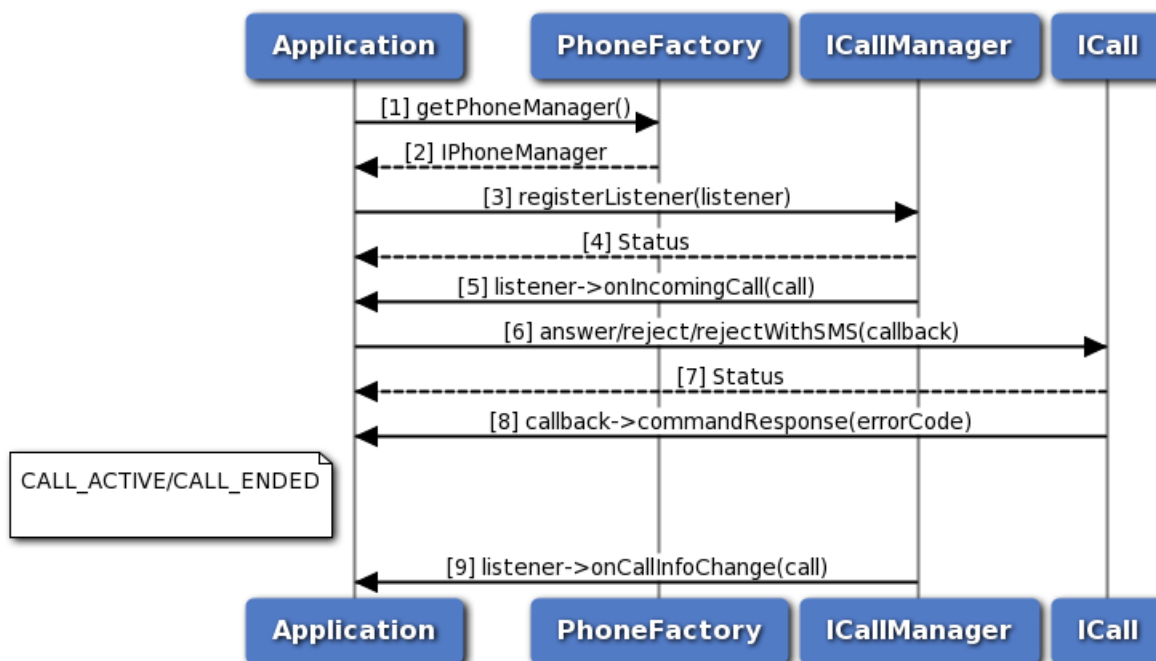 Application PhoneFactory ICallManager ICall
[1] getPhoneManager()
[2] IPhoneManager
[3] registerListener(listener)
[4] Status
[5] listener->onIncomingCall(call)
[6] answer/reject/rejectWithSMS(callback)
[7] Status
[8] callback->commandResponse(errorCode)
CALL_ACTIVE/CALL_ENDED
[9] listener->onCallInfoChange(call)
Application PhoneFactory ICallManager ICall